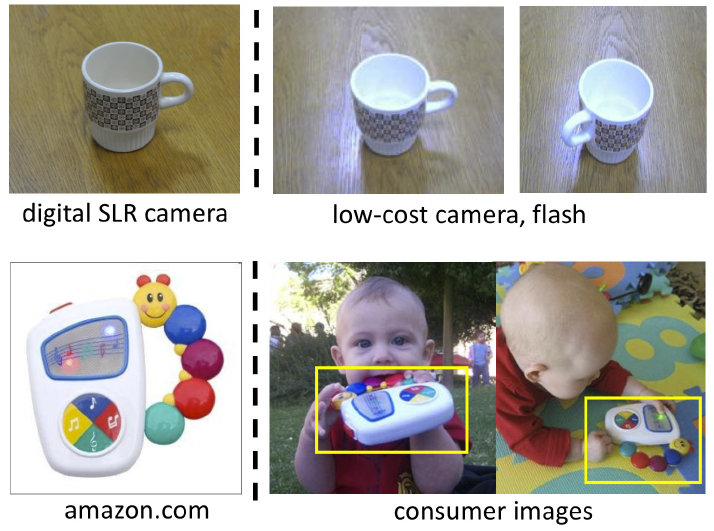 digital SLR camera
low-cost camera, flash
amazon.com
consumer images